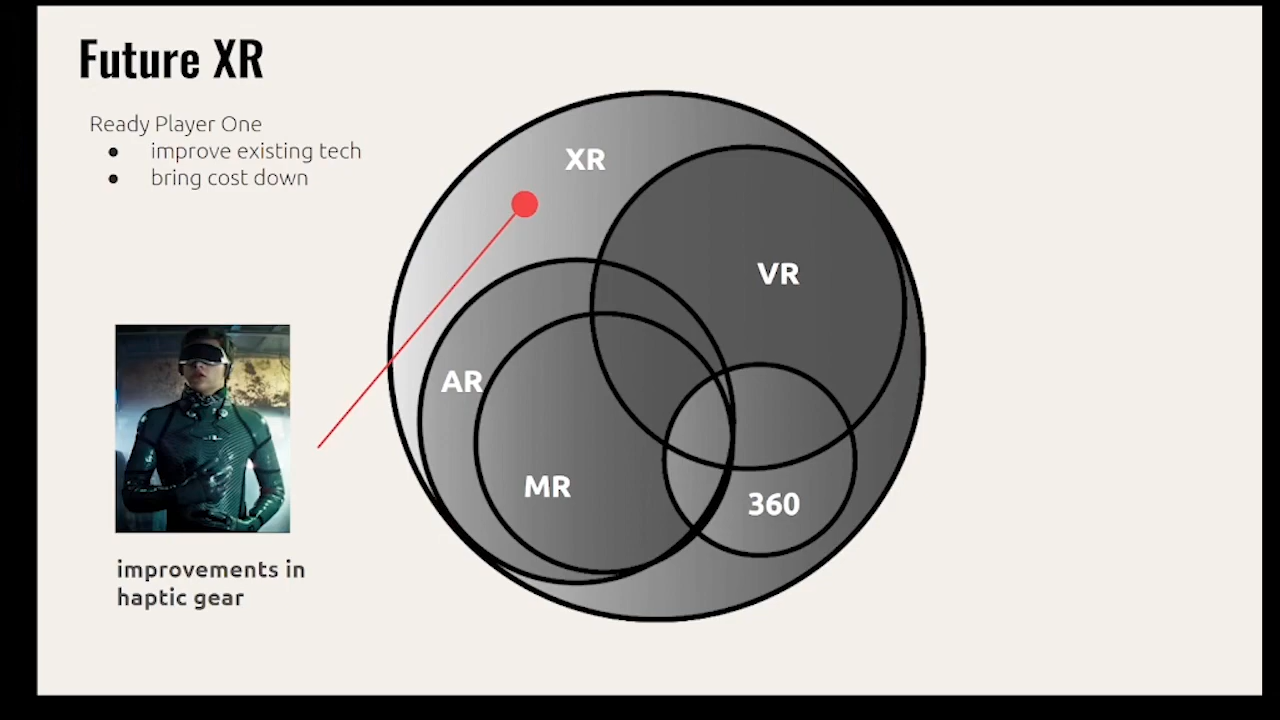 Future XR
Ready Player One
● improve existing tech
● bring cost down
XR
VR
AR
MR
360
improvements in
haptic gear